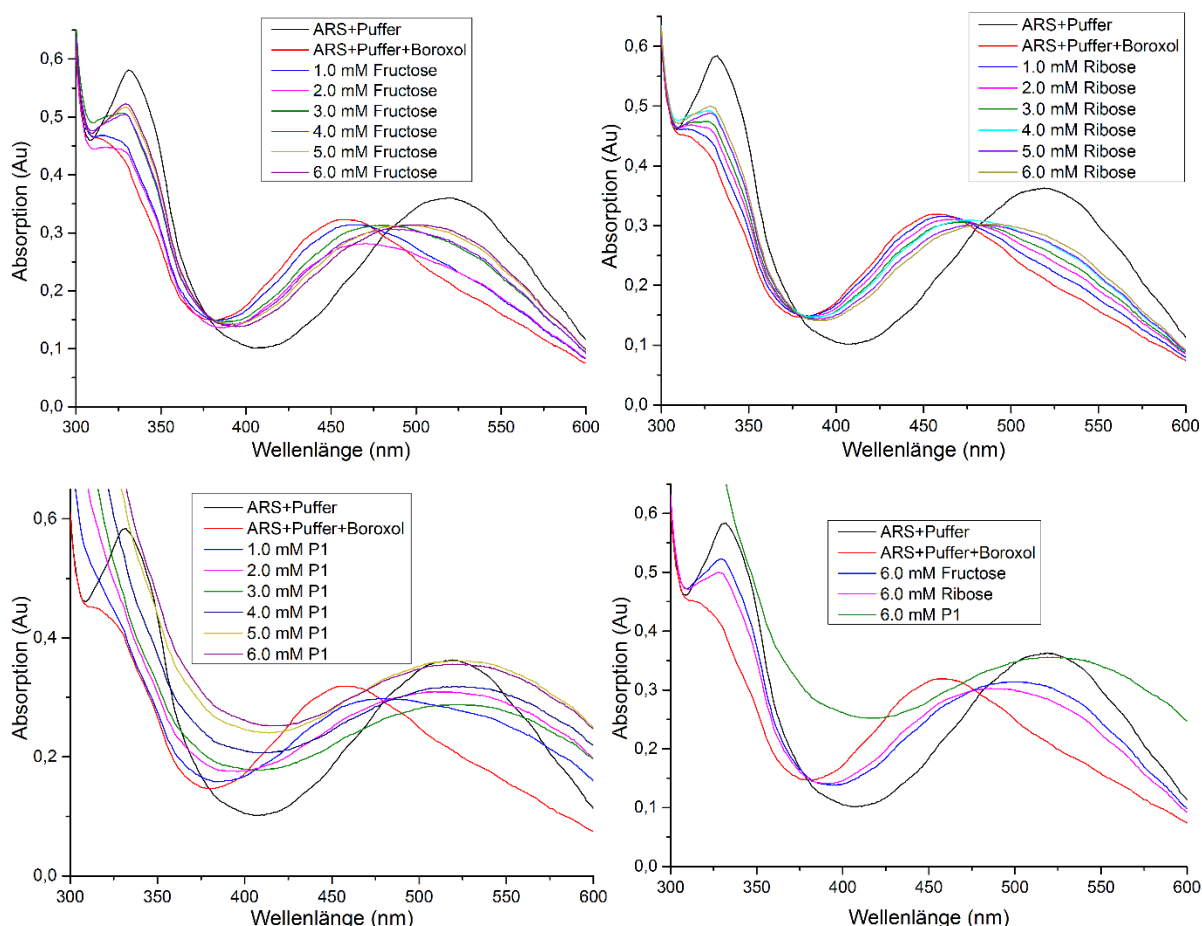 ARS+Puffer
ARS+Puffer+Boroxol
1.0 mM Fructose
2.0 mM Fructose
3.0 mM Fructose
4.0 mM Fructose
5.0 mM Fructose
6.0 mM Fructose
Absorption (Au)
0,6
0,5
0,4
0,3
0,2
0,1
0,0
300 350 400 450 500 550 600
Wellenlänge (nm)
ARS+Puffer
ARS+Puffer+Boroxol
1.0 mM Ribose
2.0 mM Ribose
3.0 mM Ribose
4.0 mM Ribose
5.0 mM Ribose
6.0 mM Ribose
Absorption (Au)
0,6
0,5
0,4
0,3
0,2
0,1
0,0
300 350 400 450 500 550 600
Wellenlänge (nm)
ARS+Puffer
ARS+Puffer+Boroxol
1.0 mM P1
2.0 mM P1
3.0 mM P1
4.0 mM P1
5.0 mM P1
6.0 mM P1
Absorption (Au)
0,6
0,4
0,2
0,0
300 350 400 450 500 550 600
Wellenlänge (nm)
ARS+Puffer
ARS+Puffer+Boroxol
6.0 mM Fructose
6.0 mM Ribose
6.0 mM P1
Absorption (Au)
0,6
0,5
0,4
0,3
0,2
0,1
0,0
300 350 400 450 500 550 600
Wellenlänge (nm)